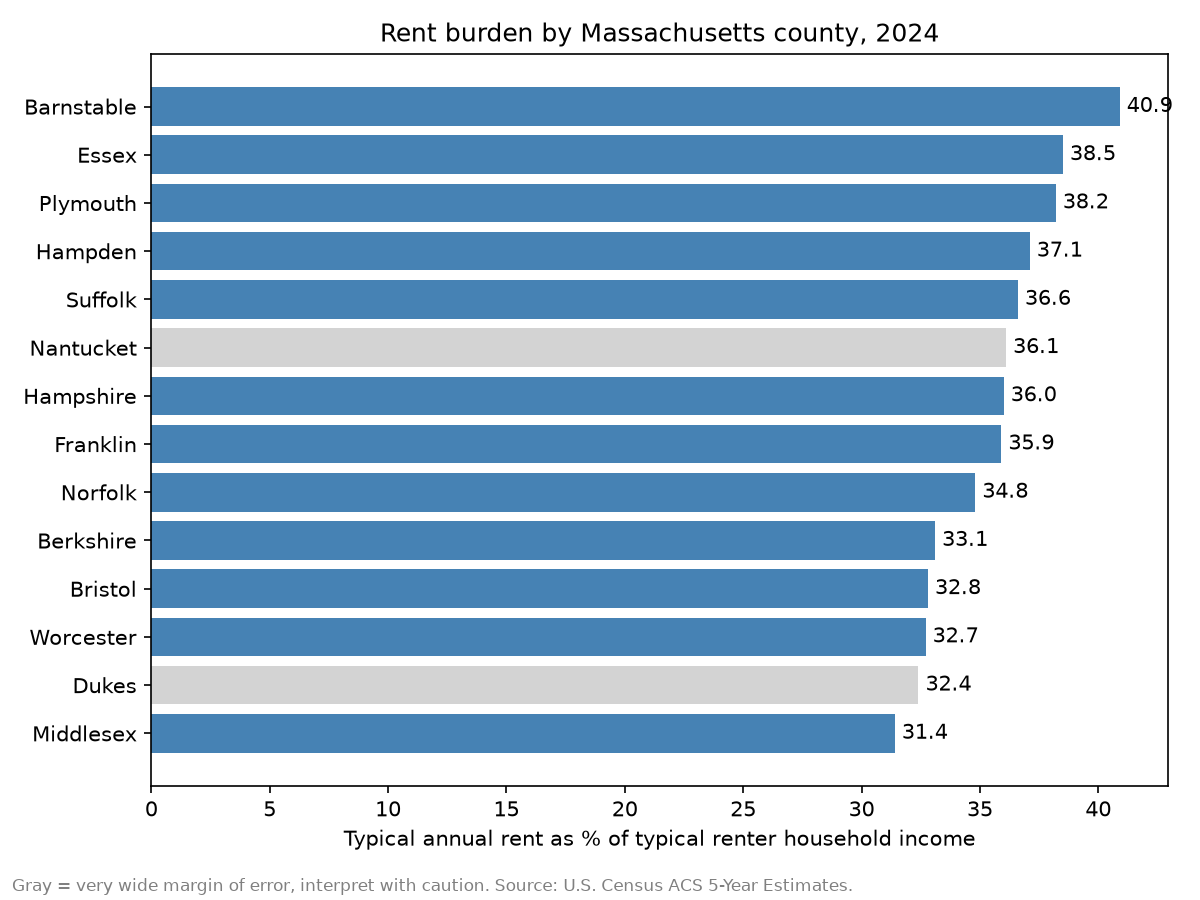 Rent burden by Massachusetts county, 2024
Barnstable 40.9
Essex 38.5
Plymouth 38.2
Hampden 37.1
Suffolk 36.6
Nantucket 36.1
Hampshire 36.0
Franklin 35.9
Norfolk 34.8
Berkshire 33.1
Bristol 32.8
Worcester 32.7
Dukes 32.4
Middlesex 31.4
0 5 10 15 20 25 30 35 40
Typical annual rent as % of typical renter household income
Gray = very wide margin of error, interpret with caution. Source: U.S. Census ACS 5-Year Estimates.